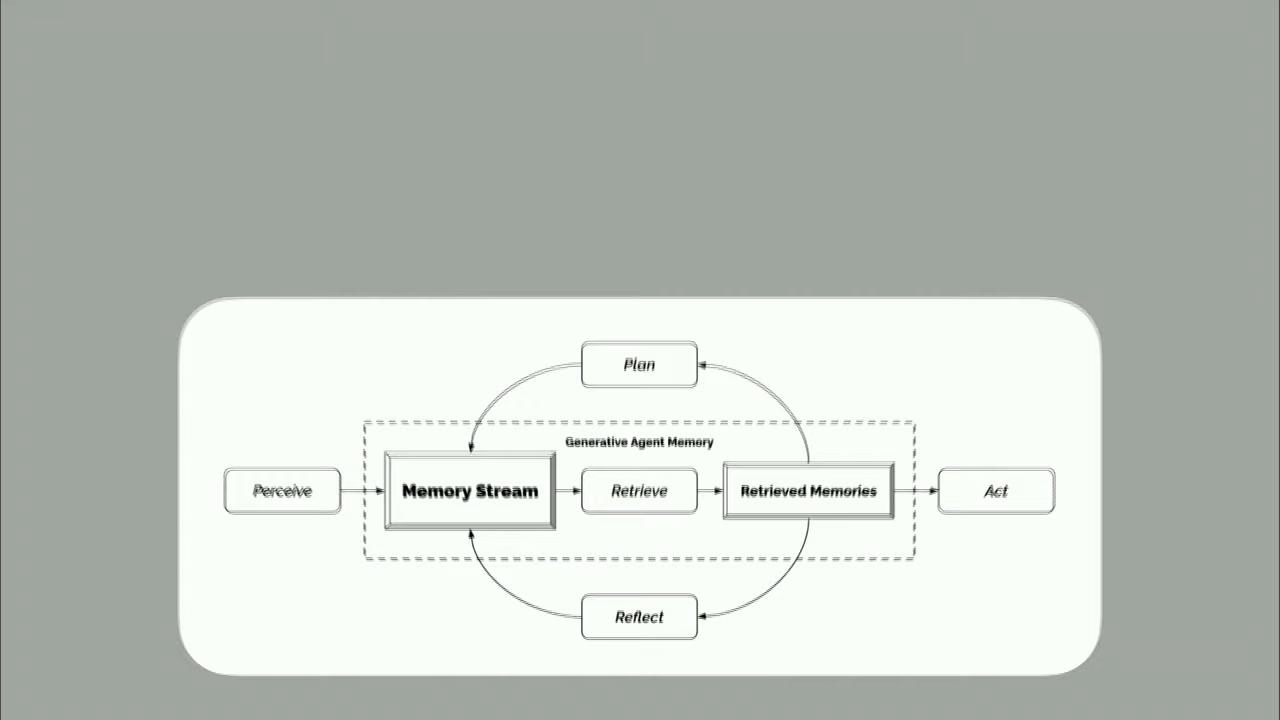 Plan
Generative Agent Memory
Perceive
Memory Stream
Retrieve
Retrieved Memories
Act
Reflect